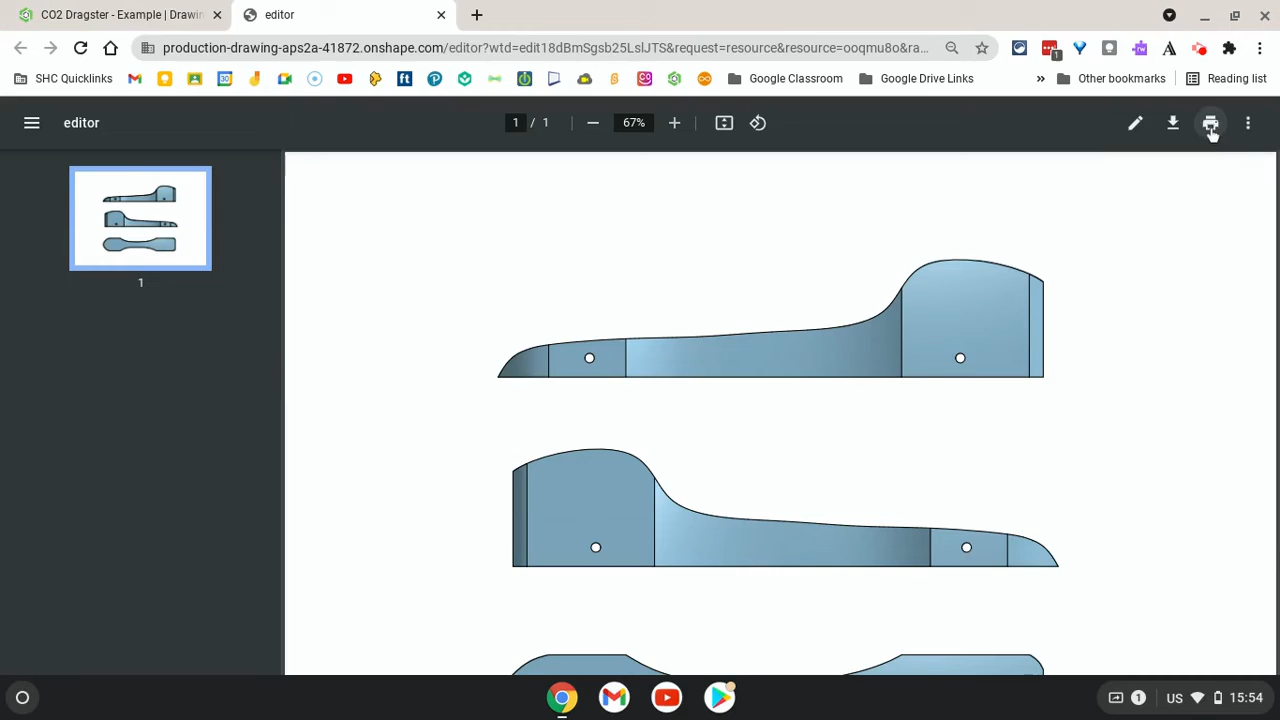 CO2 Dragster - Example | Drawin
editor
production-drawing-aps2a-41872.onshape.com/editor?wtd=edit18dBmSgsb25LslJTS&request=resource&resource=ooqmu8o&ra...
1
SHC Quicklinks
Google Classroom
Google Drive Links
Other bookmarks
Reading list
editor
1 / 1
67%
1
1
US
15:54